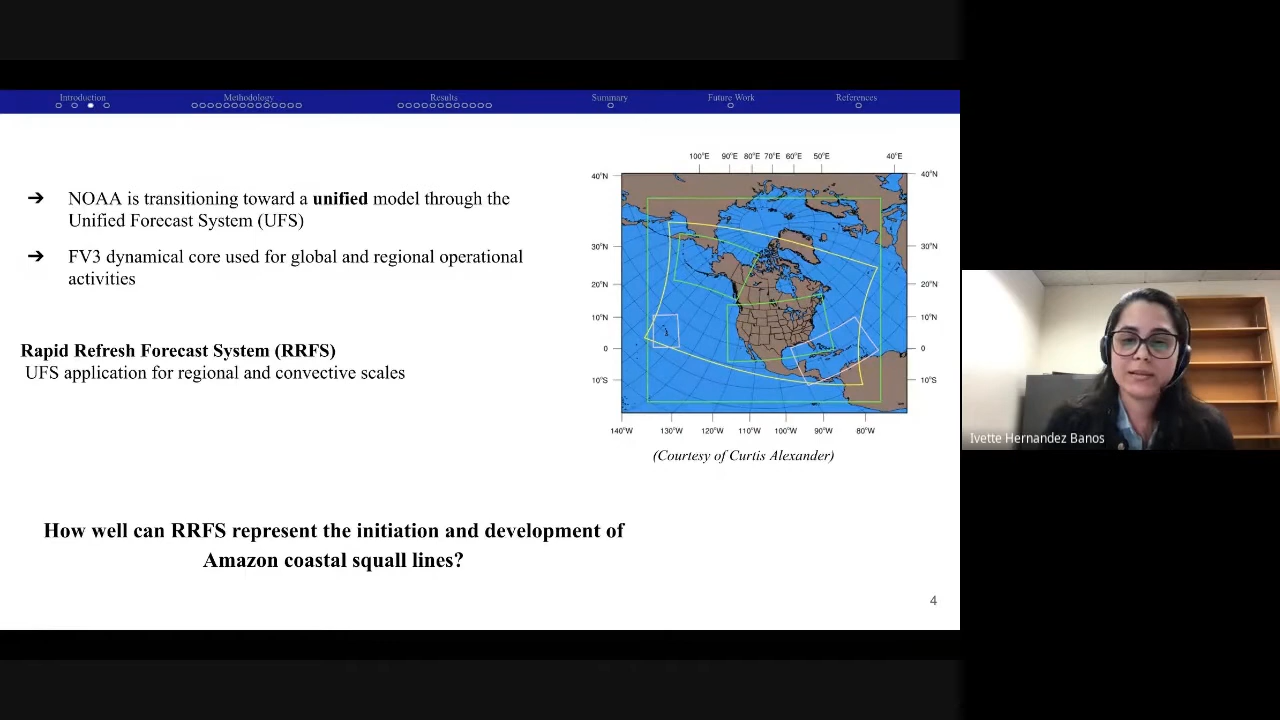 Introduction Methodology Results Summary Future Work References
➔ NOAA is transitioning toward a unified model through the
Unified Forecast System (UFS)
➔ FV3 dynamical core used for global and regional operational
activities
Rapid Refresh Forecast System (RRFS)
UFS application for regional and convective scales
100°E 90°E 80°E 70°E 60°E 50°E 40°E
40°N 40°N
30°N 30°N
20°N 20°N
10°N 10°N
0 0
10°S 10°S
140°W 130°W 120°W 110°W 100°W 90°W 80°W
(Courtesy of Curtis Alexander)
Ivette Hernandez Banos
How well can RRFS represent the initiation and development of
Amazon coastal squall lines?
4